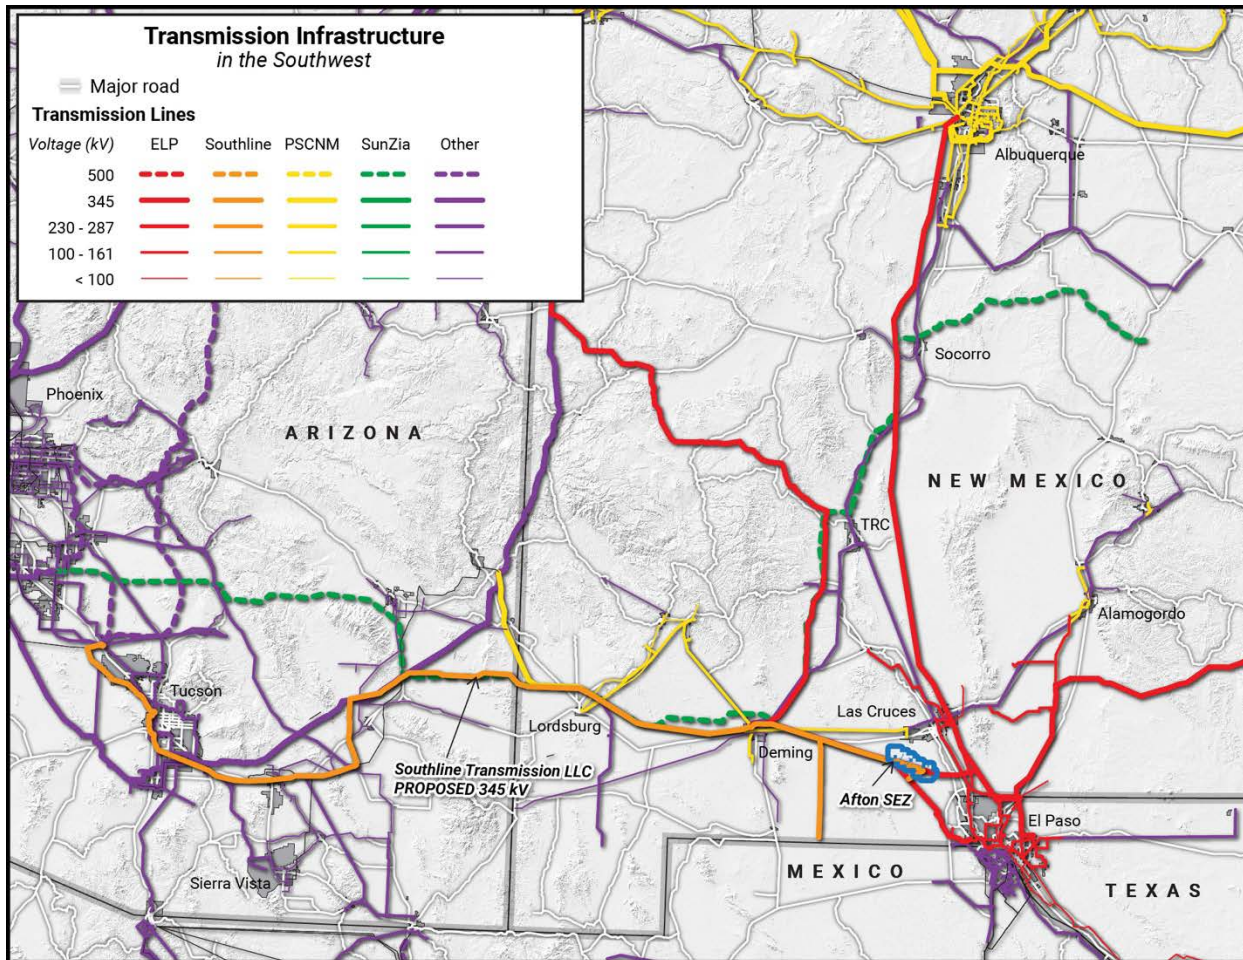 Transmission Infrastructure
in the Southwest
Major road
Transmission Lines
Voltage (kV) ELP Southline PSCNM SunZia Other
500
345
230 - 287
100 - 161
< 100
Albuquerque
Socorro
Phoenix
ARIZONA
NEW MEXICO
TRC
Alamogordo
Tucson
Lordsburg
Las Cruces
Deming
Southline Transmission LLC
PROPOSED 345 kV
Afton SEZ
El Paso
Sierra Vista
MEXICO
TEXAS